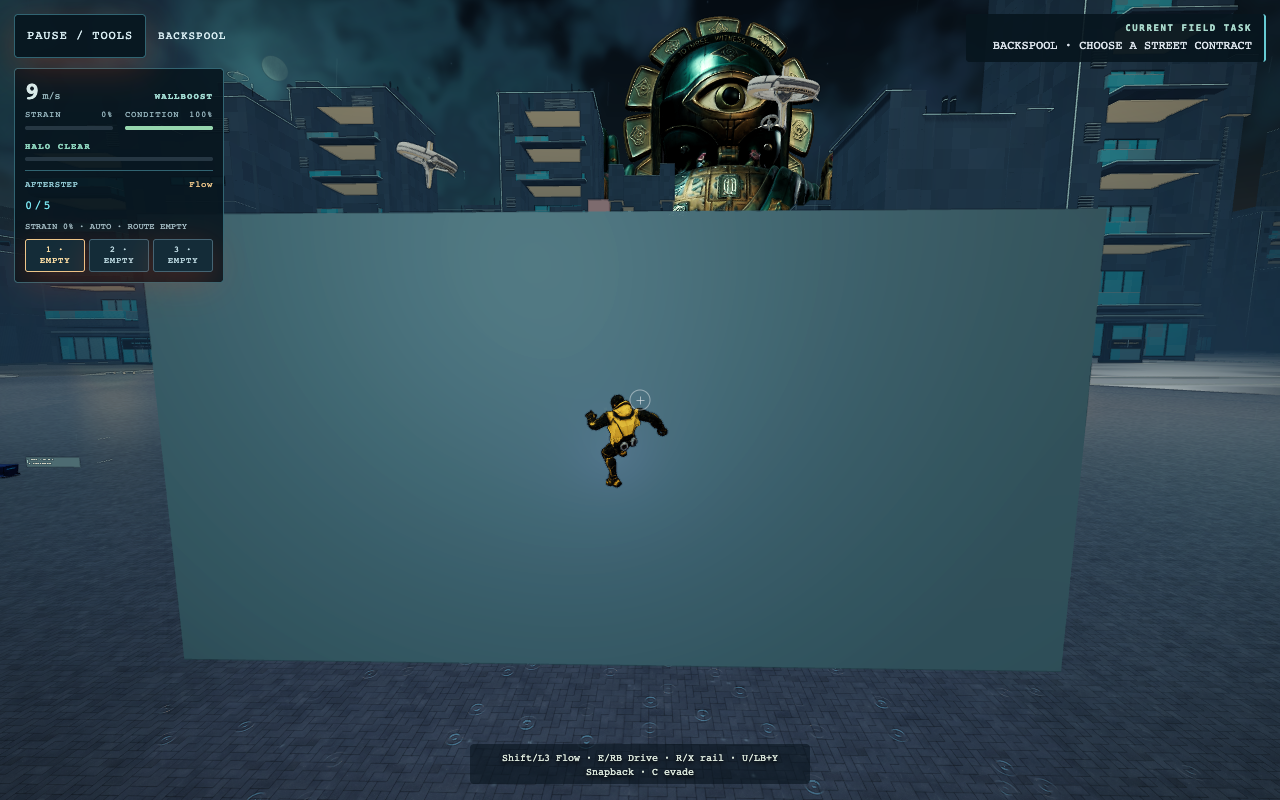 PAUSE / TOOLS
BACKSPOOL
CURRENT FIELD TASK
BACKSPOOL · CHOOSE A STREET CONTRACT
9 m/s
WALLBOOST
STRAIN 0%
CONDITION 100%
HALO CLEAR
AFTERSTEP
Flow
0/5
STRAIN 0% · AUTO · ROUTE EMPTY
1 ·
EMPTY
2 ·
EMPTY
3 ·
EMPTY
Shift/L3 Flow · E/RB Drive · R/X rail · U/LB+Y
Snapback · C evade